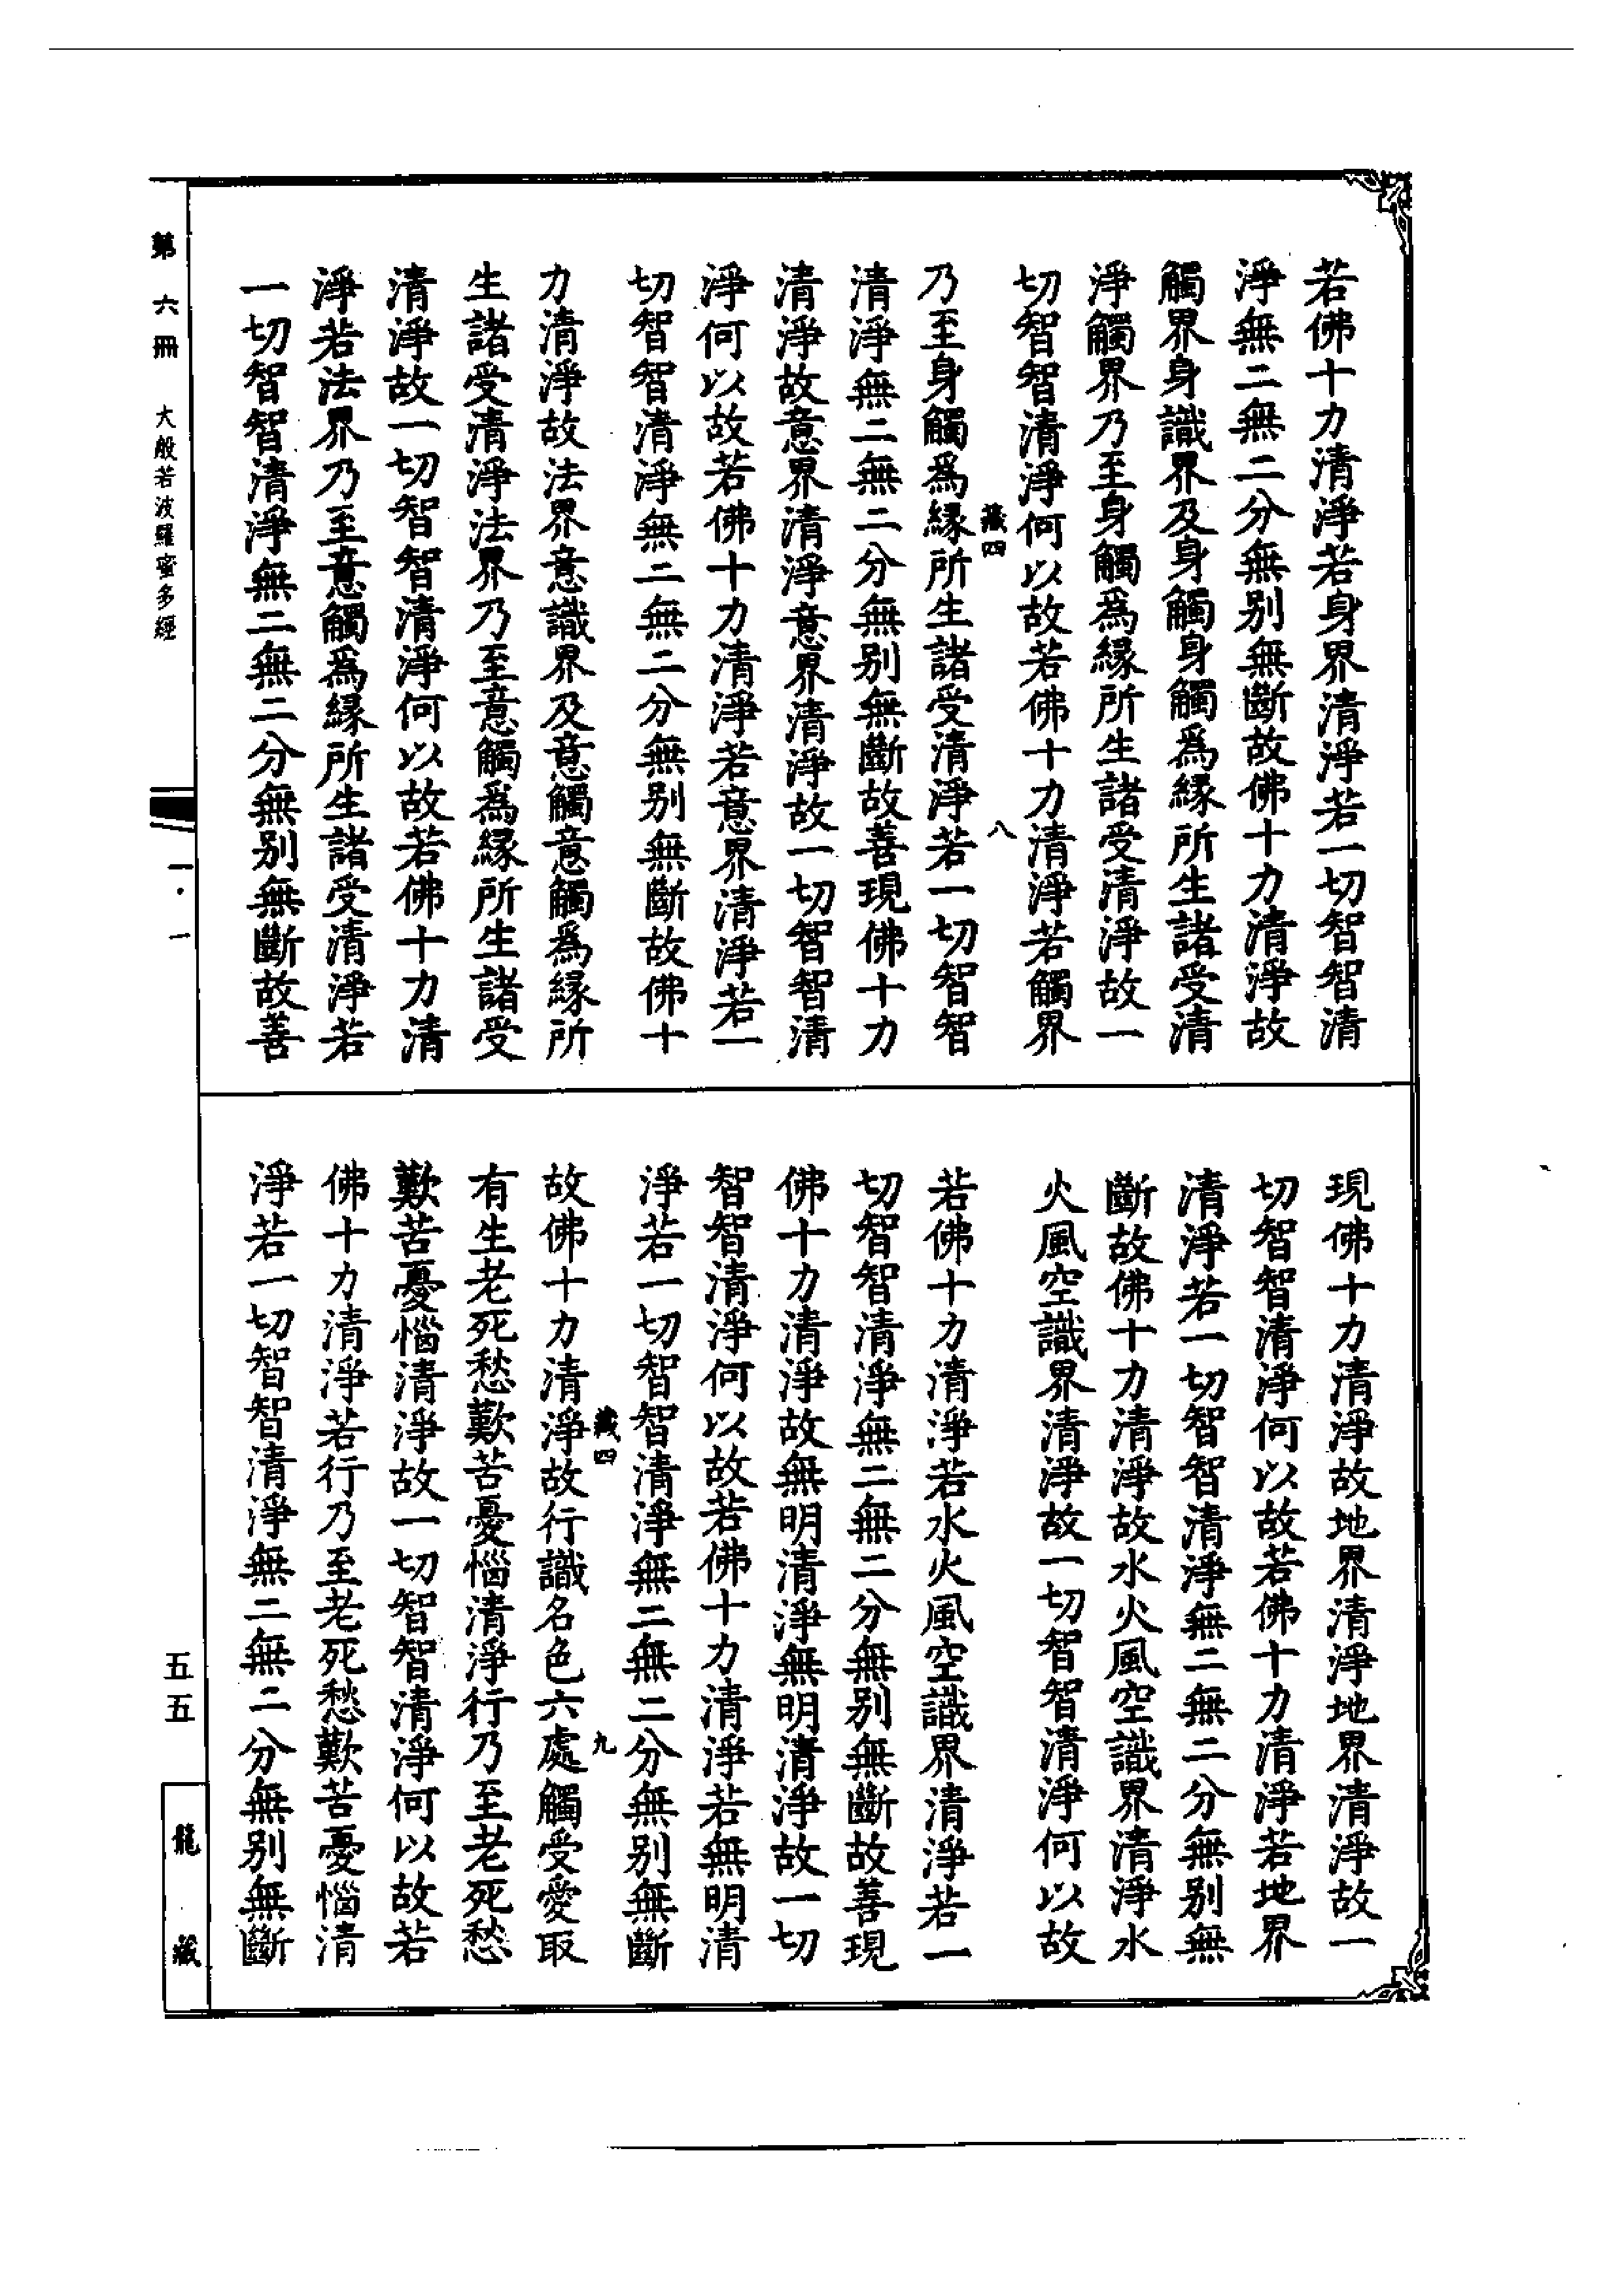 若佛十力清淨若身界清淨若一切智智清
淨無二無二分無別無斷故佛十力清淨故
觸界身識界及身觸身觸爲緣所生諸受清
淨觸界乃至身觸爲緣所生諸受清淨故一
切智智清淨何以故若佛十力清淨若觸界
藏四 八
乃至身觸爲緣所生諸受清淨若一切智智
清淨無二無二分無別無斷故善現佛十力
清淨故意界清淨意界清淨故一切智智清
淨何以故若佛十力清淨若意界清淨若一
切智智清淨無二無二分無別無斷故佛十
力清淨故法界意識界及意觸意觸爲緣所
生諸受清淨法界乃至意觸爲緣所生諸受
清淨故一切智智清淨何以故若佛十力清
淨若法界乃至意觸爲緣所生諸受清淨若
一切智智清淨無二無二分無別無斷故善
現佛十力清淨故地界清淨地界清淨故一
切智智清淨何以故若佛十力清淨若地界
清淨若一切智智清淨無二無二分無別無
斷故佛十力清淨故水火風空識界清淨水
火風空識界清淨故一切智智清淨何以故
若佛十力清淨若水火風空識界清淨若一
切智智清淨無二無二分無別無斷故善現
佛十力清淨故無明清淨無明清淨故一切
智智清淨何以故若佛十力清淨若無明清
淨若一切智智清淨無二無二分無別無斷
藏四 九
故佛十力清淨故行識名色六處觸受愛取
有生老死愁歎苦憂惱清淨行乃至老死愁
歎苦憂惱清淨故一切智智清淨何以故若
佛十力清淨若行乃至老死愁歎苦憂惱清
淨若一切智智清淨無二無二分無別無斷
第六冊 大般若波羅蜜多經
一·一
五五
龍藏